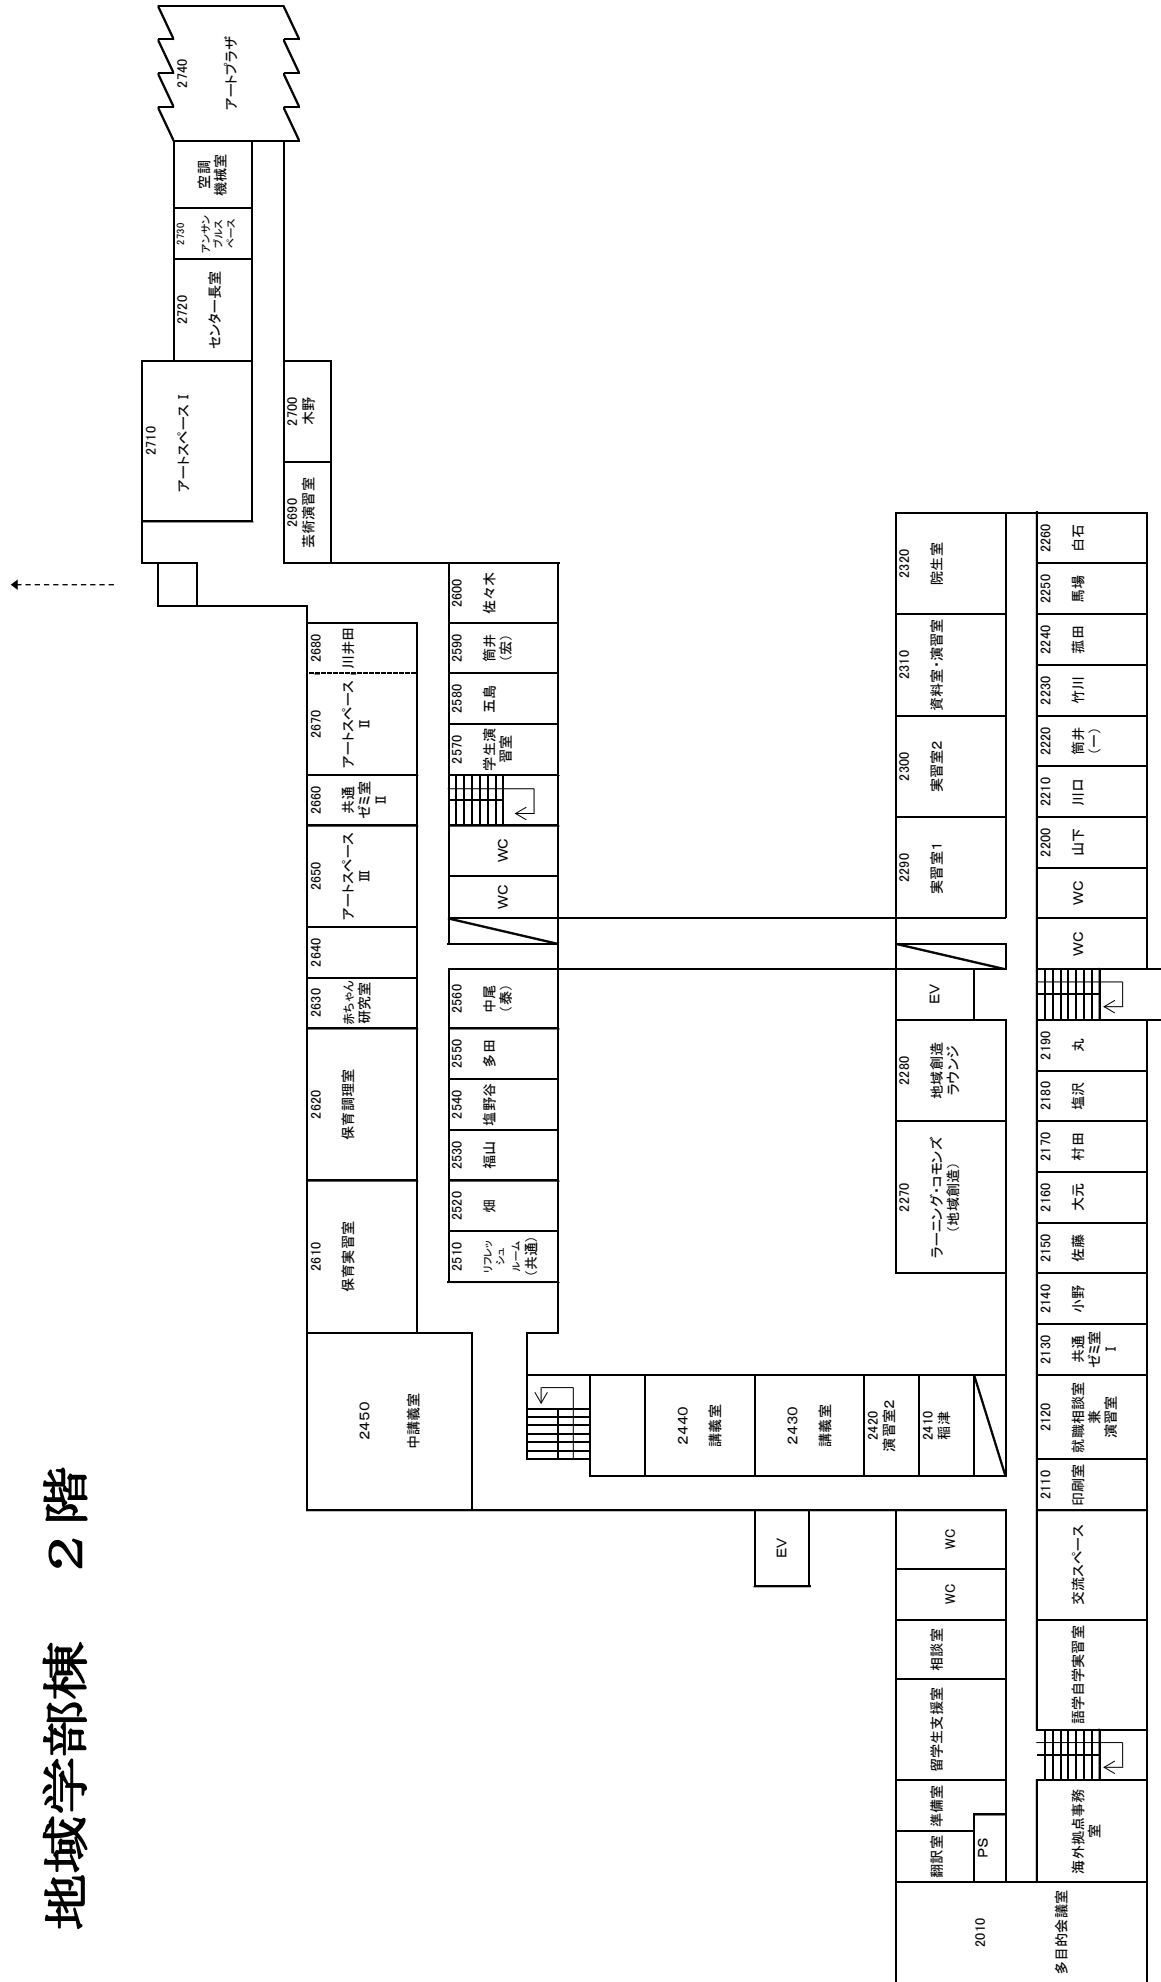 地域学部棟　２階
2740
アートプラザ
空調
機械室
2730
アンサン
ブルス
ペース
2720
センター長室
2710
アートスペースⅠ
2700
木野
2690
芸術演習室
2680
川井田
2670
アートスペース
Ⅱ
2660
共通
ゼミ室
Ⅱ
2650
アートスペース
Ⅲ
2640
2630
赤ちゃん
研究室
2620
保育調理室
2610
保育実習室
2600
佐々木
2590
筒井
（宏）
2580
五島
2570
学生演
習室
WC
WC
2560
中尾
（泰）
2550
多田
2540
塩野谷
2530
福山
2520
畑
2510
リフレッ
シュ
ルーム
（共通）
2450
中講義室
2440
講義室
2430
講義室
2420
演習室2
2410
稲津
EV
2320
院生室
2310
資料室・演習室
2300
実習室2
2290
実習室1
EV
2280
地域創造
ラウンジ
2270
ラーニング・コモンズ
（地域創造）
2260
白石
2250
馬場
2240
菰田
2230
竹川
2220
筒井
（一）
2210
川口
2200
山下
WC
WC
2190
丸
2180
塩沢
2170
村田
2160
大元
2150
佐藤
2140
小野
2130
共通
ゼミ室
Ⅰ
2120
就職相談室
兼
演習室
2110
印刷室
WC
WC
相談室
留学生支援室
準備室
翻訳室
PS
交流スペース
語学自学実習室
海外拠点事務
室
2010
多目的会議室